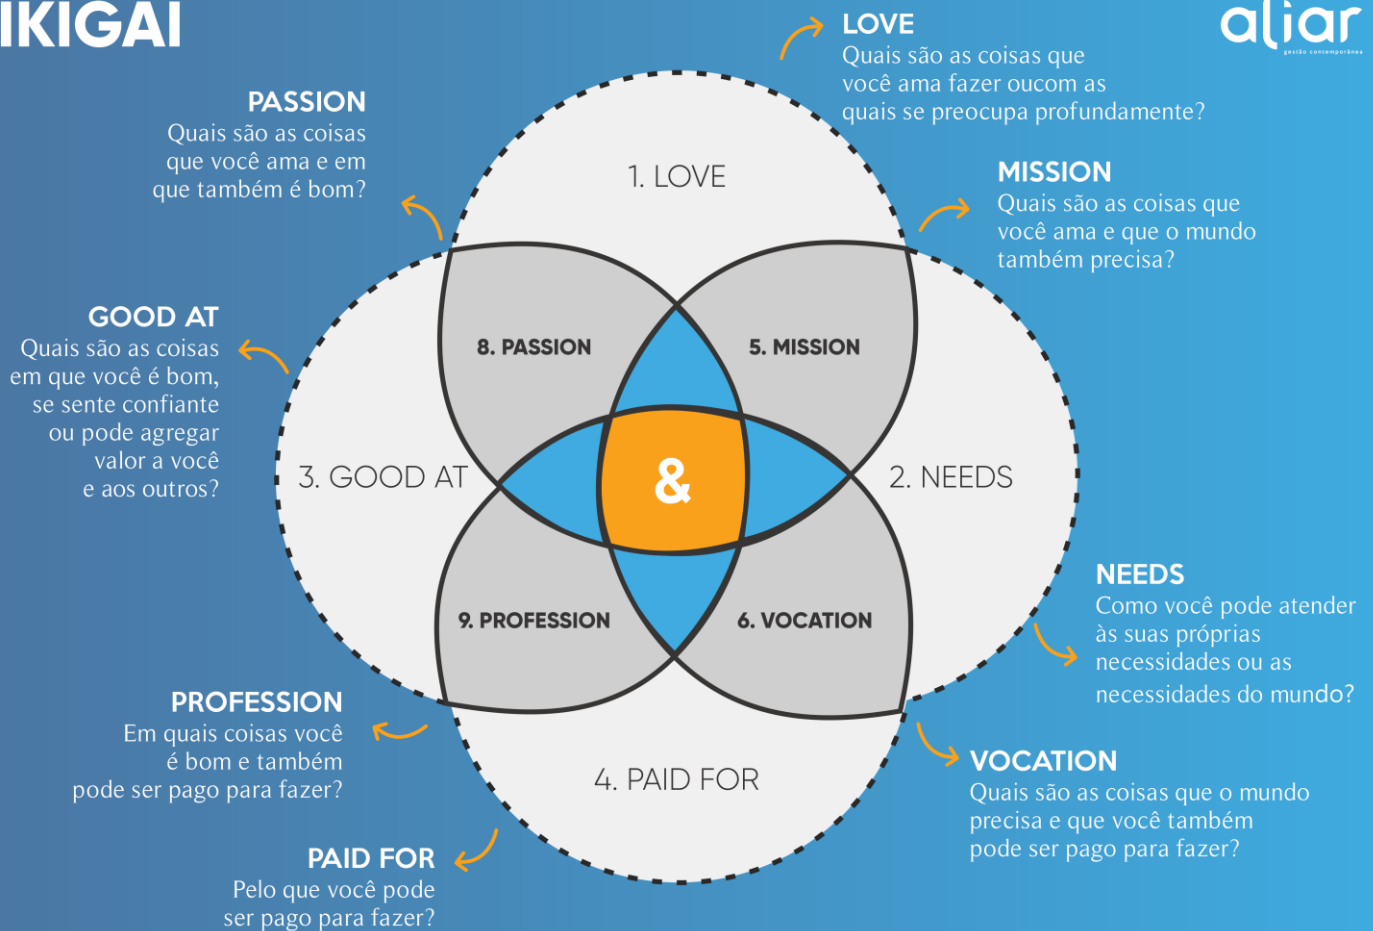 IKIGAI
aliar
gestão contemporânea
LOVE
Quais são as coisas que
você ama fazer oucom as
quais se preocupa profundamente?
PASSION
Quais são as coisas
que você ama e em
que também é bom?
MISSION
Quais são as coisas que
você ama e que o mundo
também precisa?
GOOD AT
Quais são as coisas
em que você é bom,
se sente confiante
ou pode agregar
valor a você
e aos outros?
1. LOVE
8. PASSION
5. MISSION
3. GOOD AT
&
2. NEEDS
9. PROFESSION
6. VOCATION
4. PAID FOR
NEEDS
Como você pode atender
às suas próprias
necessidades ou as
necessidades do mundo?
PROFESSION
Em quais coisas você
é bom e também
pode ser pago para fazer?
VOCATION
Quais são as coisas que o mundo
precisa e que você também
pode ser pago para fazer?
PAID FOR
Pelo que você pode
ser pago para fazer?